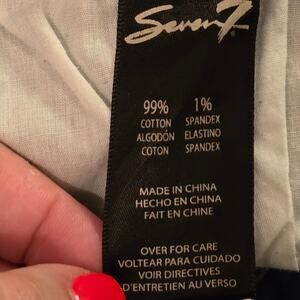 Seven7
99% 1%
COTTON SPANDEX
ALGODÓN ELASTINO
COTON SPANDEX
MADE IN CHINA
HECHO EN CHINA
FAIT EN CHINE
OVER FOR CARE
VOLTEAR PARA CUIDADO
VOIR DIRECTIVES
D'ENTRETIEN AU VERSO